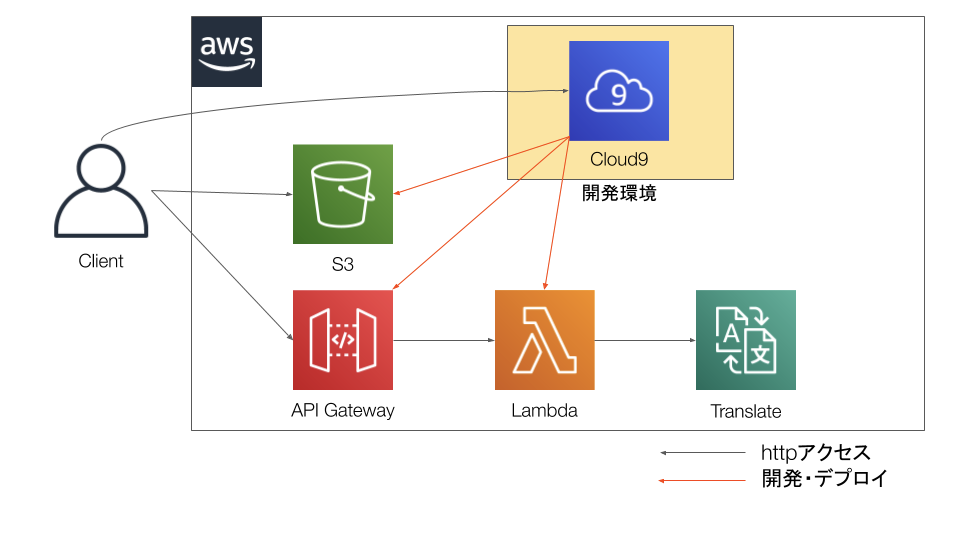 aws
9
Cloud9
開発環境
Client
S3
</>
A
文
API Gateway
Lambda
Translate
httpアクセス
開発・デプロイ